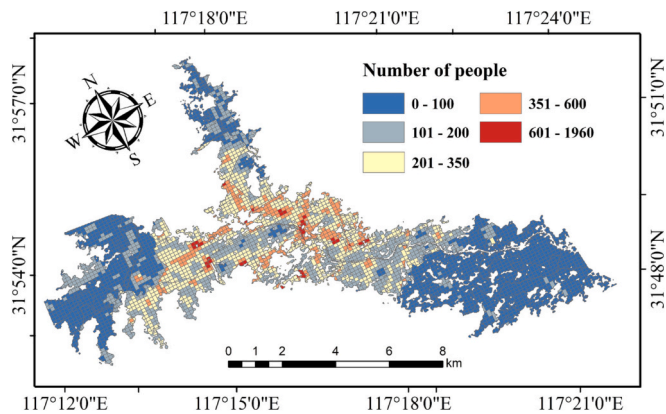 117°18'0"E 117°21'0"E 117°24'0"E
31°57'0"N
31°54'0"N
N
E
S
W
Number of people
0 - 100
101 - 200
201 - 350
351 - 600
601 - 1960
31°51'0"N
31°48'0"N
0 1 2 4 6 8
km
117°12'0"E 117°15'0"E 117°18'0"E 117°21'0"E